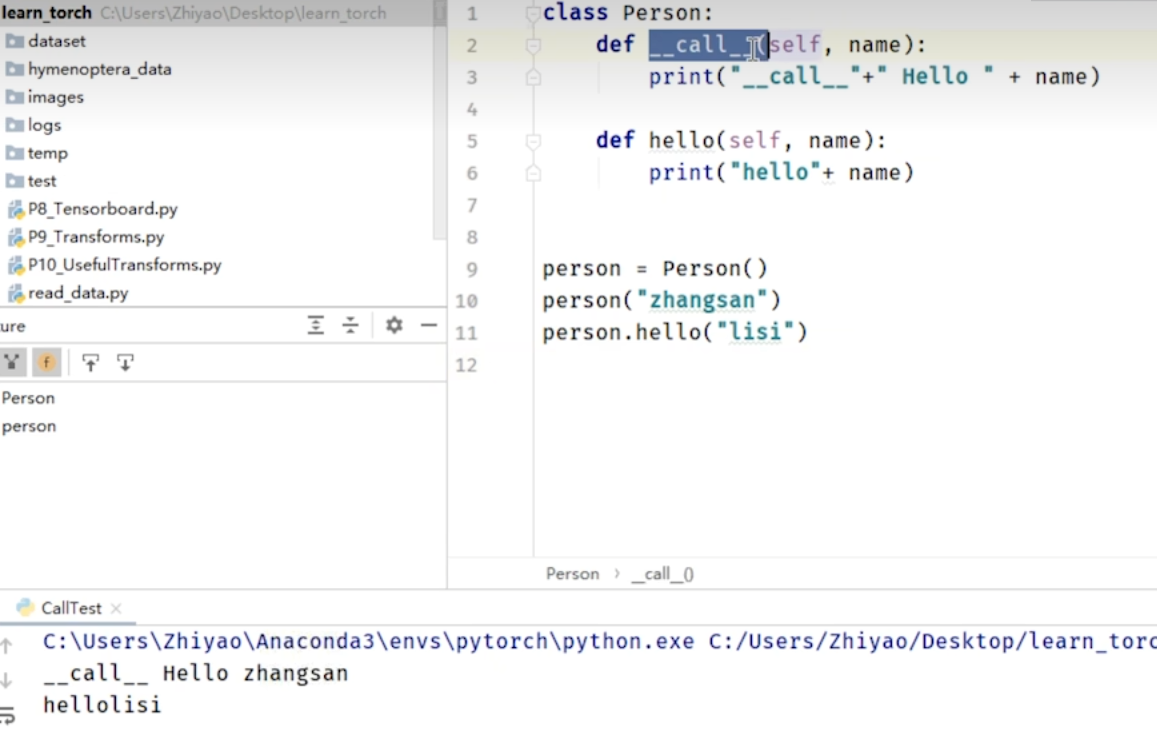 learn_torch C:\Users\Zhiyao\Desktop\learn_torch
dataset
hymenoptera_data
images
logs
temp
test
P8_Tensorboard.py
P9_Transforms.py
P10_UsefulTransforms.py
read_data.py
ure
f
Person
person
1 class Person:
2 def __call__(self, name):
3 print("__call__"+" Hello " + name)
4
5 def hello(self, name):
6 print("hello"+ name)
7
8
9 person = Person()
10 person("zhangsan")
11 person.hello("lisi")
12
Person › __call__()
CallTest ×
C:\Users\Zhiyao\Anaconda3\envs\pytorch\python.exe C:/Users/Zhiyao/Desktop/learn_torc
__call__ Hello zhangsan
hellolisi